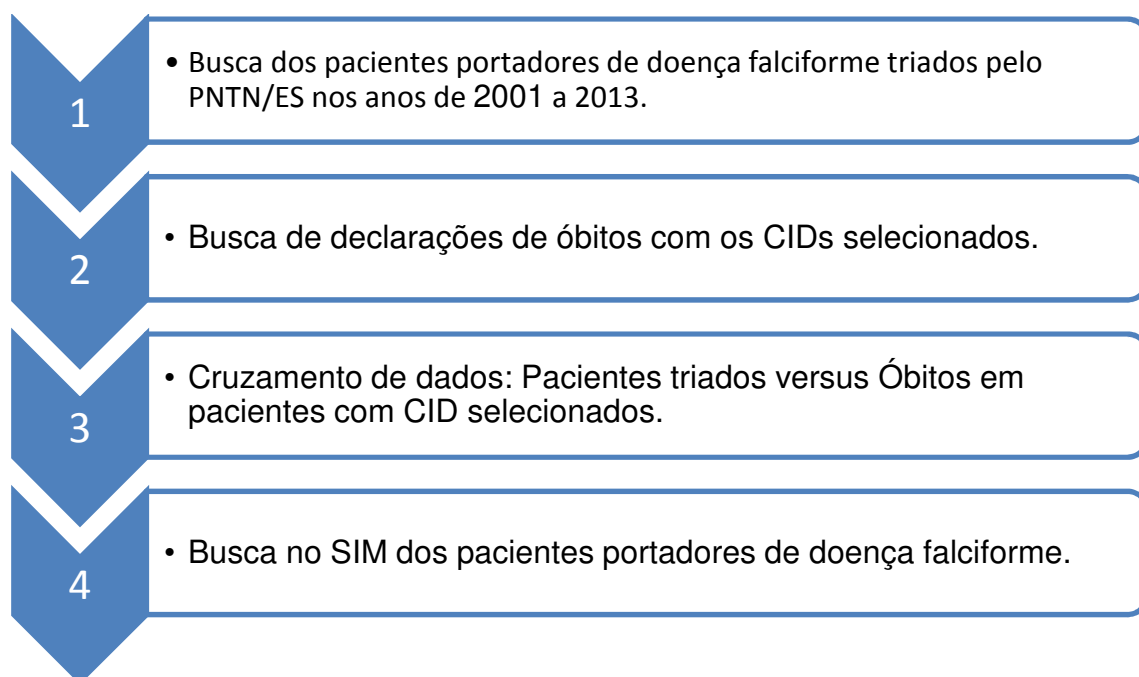 1
• Busca dos pacientes portadores de doença falciforme triados pelo
PNTN/ES nos anos de 2001 a 2013.
2
• Busca de declarações de óbitos com os CIDs selecionados.
3
• Cruzamento de dados: Pacientes triados versus Óbitos em
pacientes com CID selecionados.
4
• Busca no SIM dos pacientes portadores de doença falciforme.